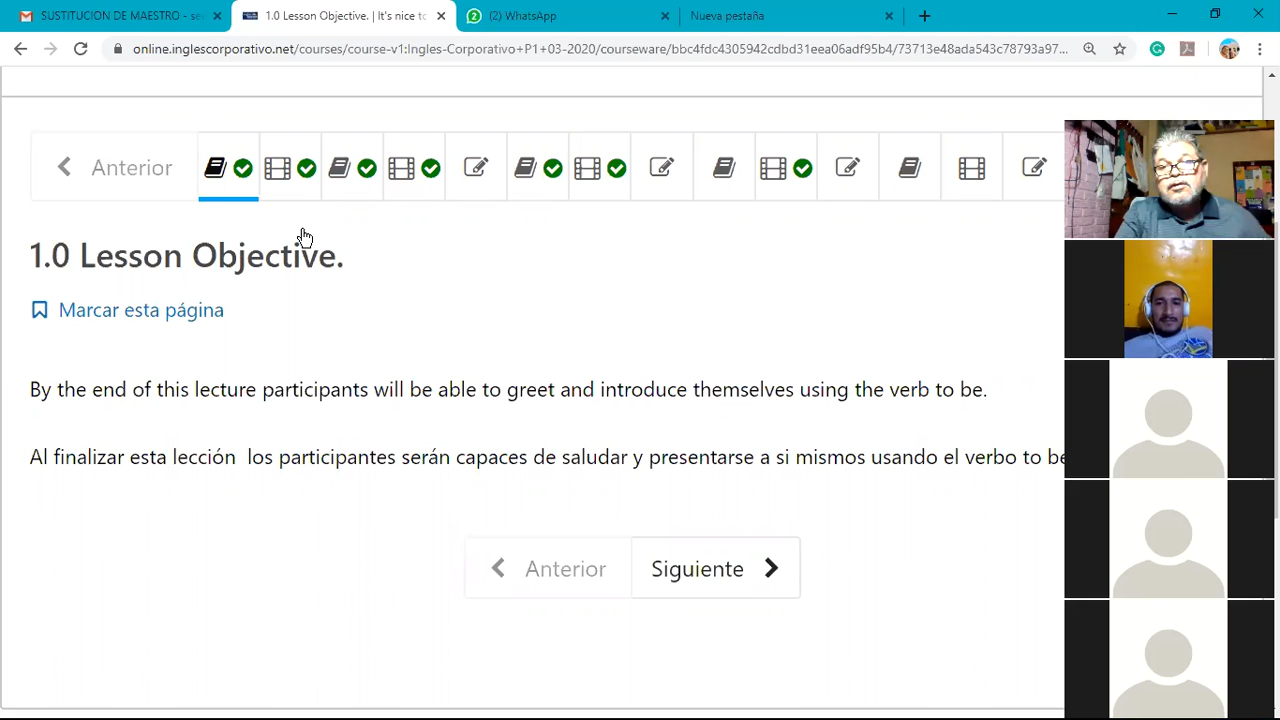 SUSTITUCION DE MAESTRO - se
1.0 Lesson Objective. | It's nice to
(2) WhatsApp
Nueva pestaña
online.inglescorporativo.net/courses/course-v1:Ingles-Corporativo+P1+03-2020/courseware/bbc4fdc4305942cdbd31eea06adf95b4/73713e48ada543c78793a97...
Anterior
1.0 Lesson Objective.
Marcar esta página
By the end of this lecture participants will be able to greet and introduce themselves using the verb to be.
Al finalizar esta lección los participantes serán capaces de saludar y presentarse a si mismos usando el verbo to be
Anterior
Siguiente